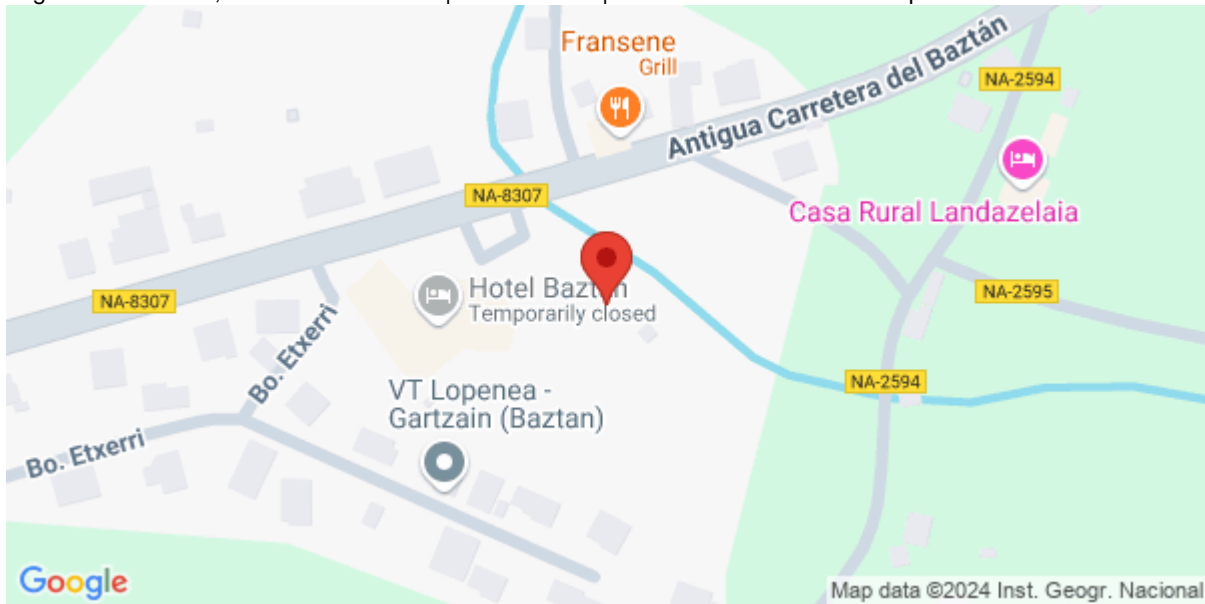 Fransene
Grill
Antigua Carretera del Baztán
NA-2594
NA-8307
Casa Rural Landazelaia
Hotel Baztán
Temporarily closed
NA-8307
NA-2595
Bo. Etxerri
VT Lopenea -
Gartzain (Baztan)
NA-2594
Bo. Etxerri
Google
Map data ©2024 Inst. Geogr. Nacional